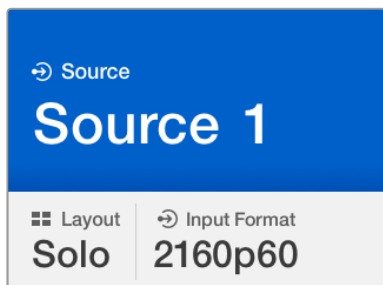 Source
Source 1
Layout
Input Format
Solo
2160p60